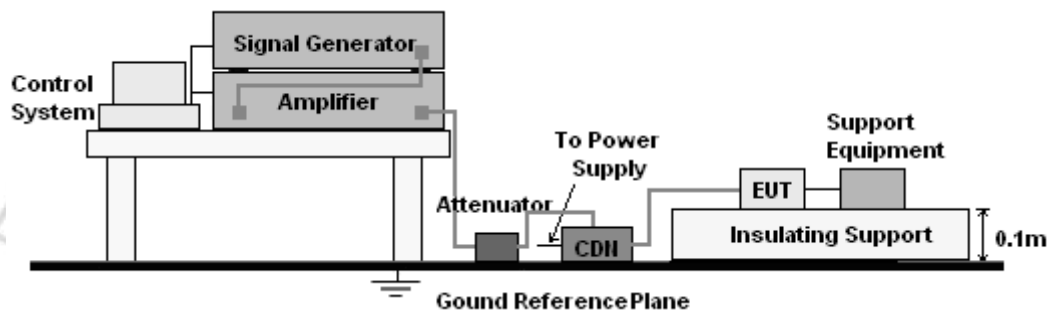 Signal Generator
Control
System
Amplifier
To Power
Supply
Support
Equipment
Attenuator
EUT
CDN
Insulating Support
0.1m
Gound Reference Plane